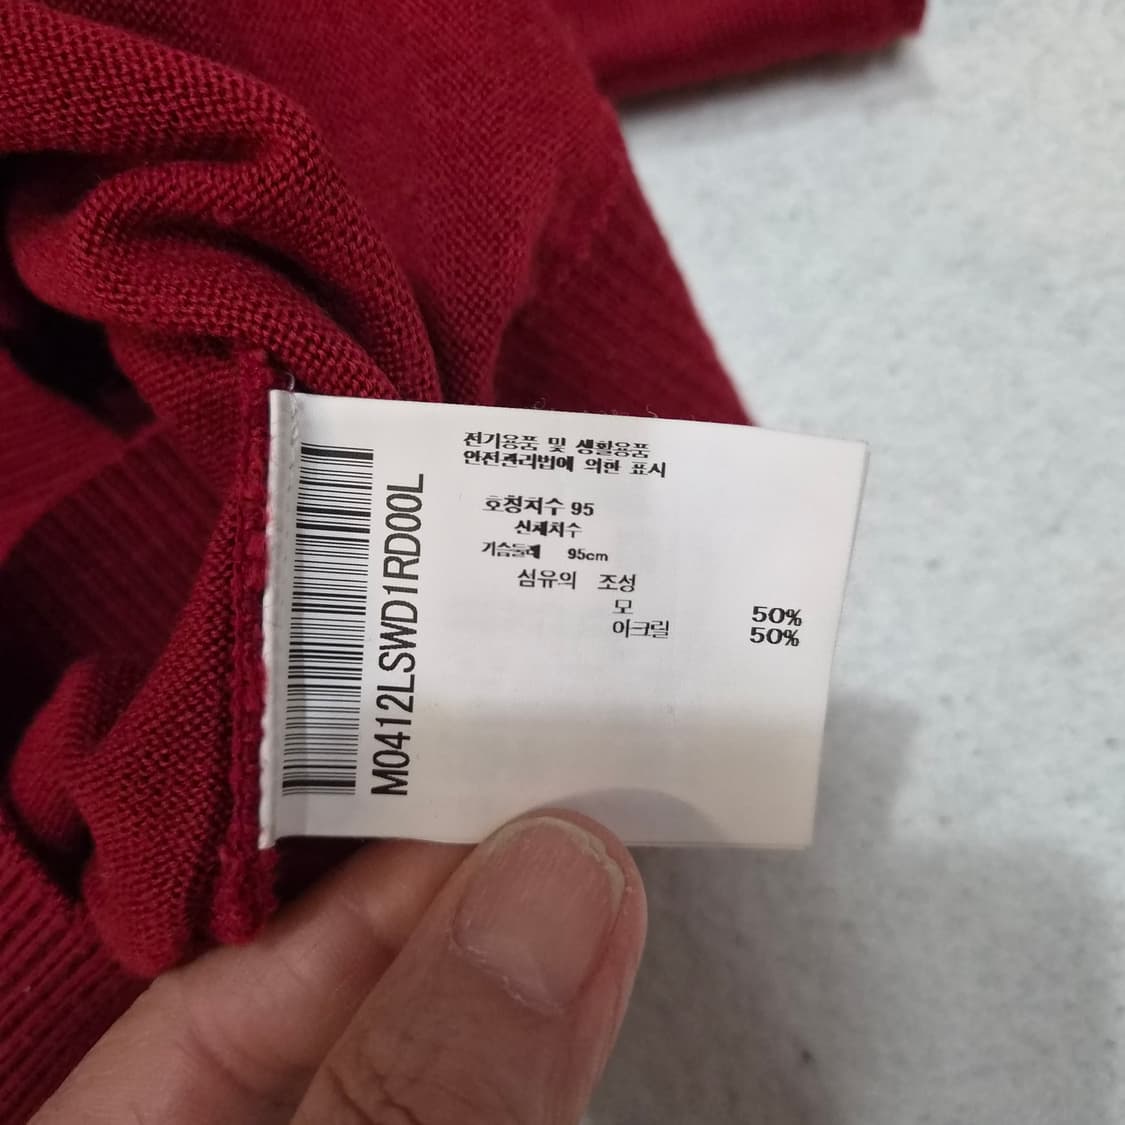 전기용품 및 생활용품
안전관리법에 의한 표시
호칭치수 95
신체치수
가슴둘레 95cm
섬유의 조성
모 50%
아크릴 50%
M0412LSWD1RD00L